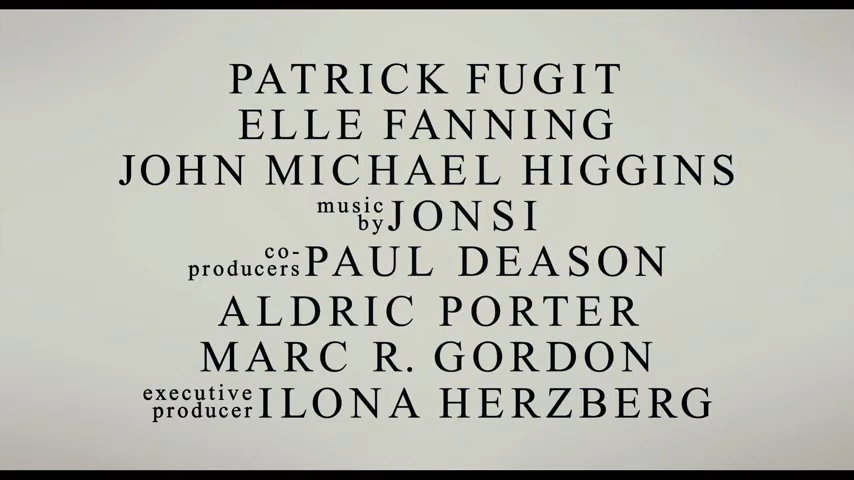 PATRICK FUGIT
ELLE FANNING
JOHN MICHAEL HIGGINS
music by JONSI
co-producers PAUL DEASON
ALDRIC PORTER
MARC R. GORDON
executive producer ILONA HERZBERG